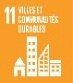 11 VILLES ET
COMMUNAUTÉS
DURABLES